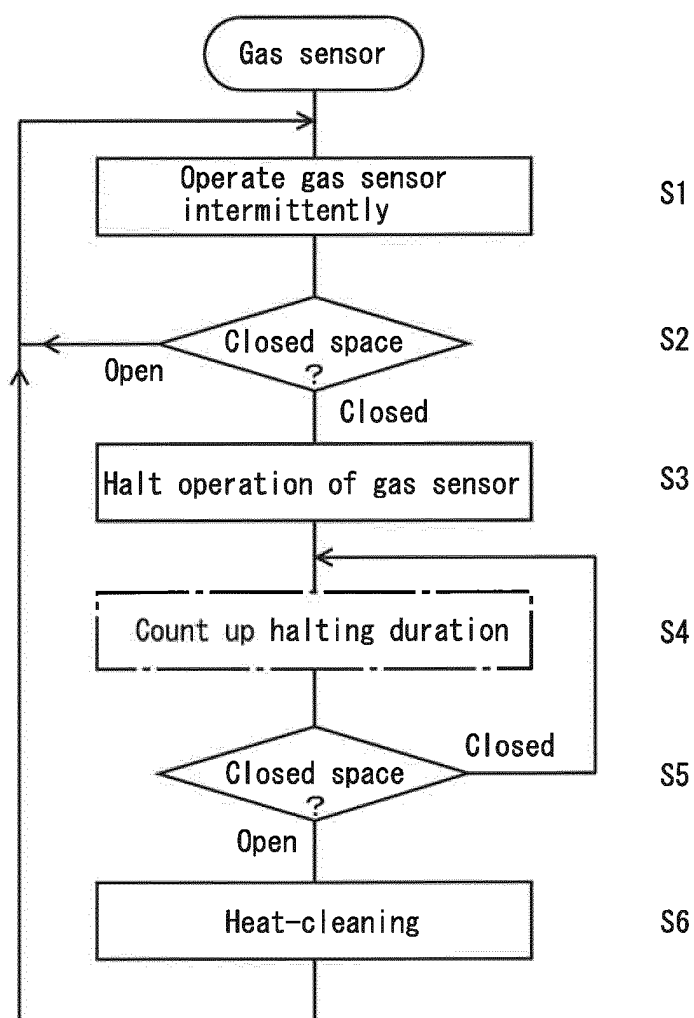 Gas sensor
Operate gas sensor
intermittently
S1
Closed space
?
S2
Open
Closed
Halt operation of gas sensor
S3
Count up halting duration
S4
Closed
Closed space
?
S5
Open
Heat-cleaning
S6